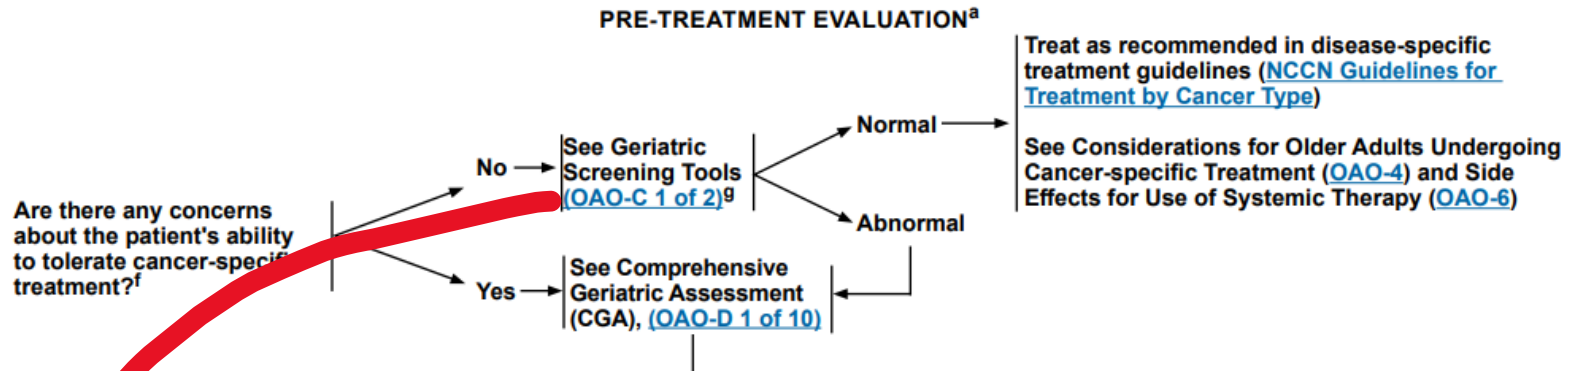 PRE-TREATMENT EVALUATIONa
Are there any concerns
about the patient's ability
to tolerate cancer-specific
treatment?f
No
See Geriatric
Screening Tools
(OAO-C 1 of 2)g
Normal
Treat as recommended in disease-specific
treatment guidelines (NCCN Guidelines for
Treatment by Cancer Type)
See Considerations for Older Adults Undergoing
Cancer-specific Treatment (OAO-4) and Side
Effects for Use of Systemic Therapy (OAO-6)
Abnormal
Yes
See Comprehensive
Geriatric Assessment
(CGA), (OAO-D 1 of 10)